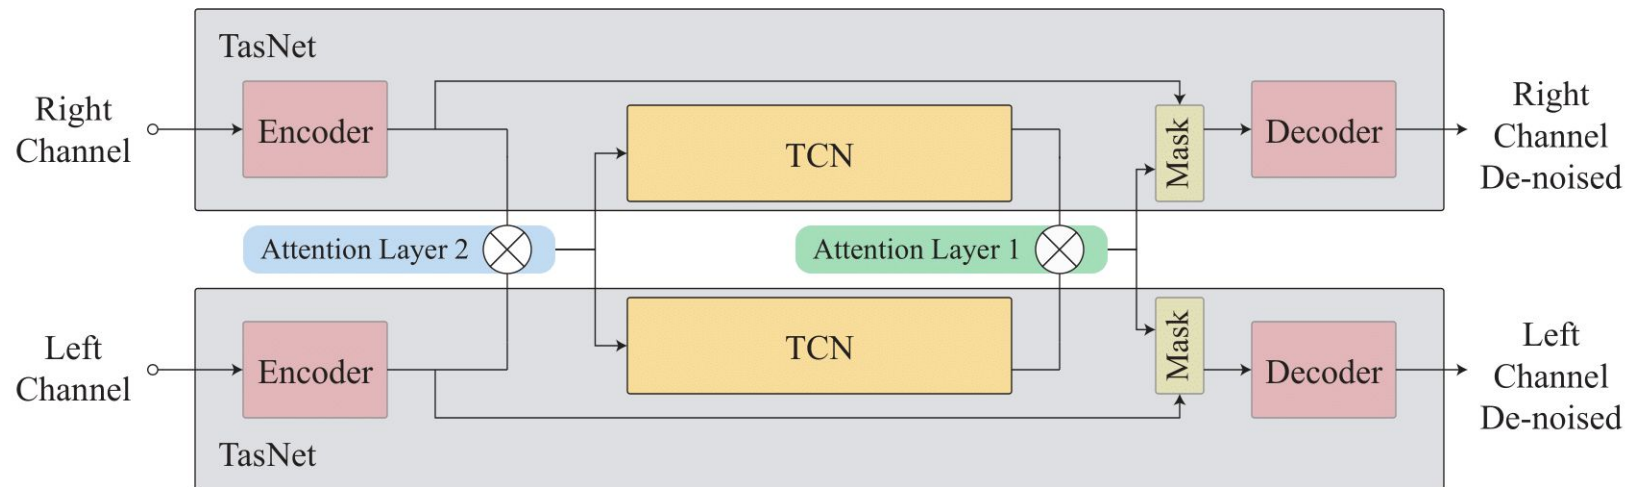 TasNet
Right
Channel
Encoder
TCN
Mask
Decoder
Right
Channel
De-noised
Attention Layer 2
Attention Layer 1
Left
Channel
Encoder
TCN
Mask
Decoder
Left
Channel
De-noised
TasNet